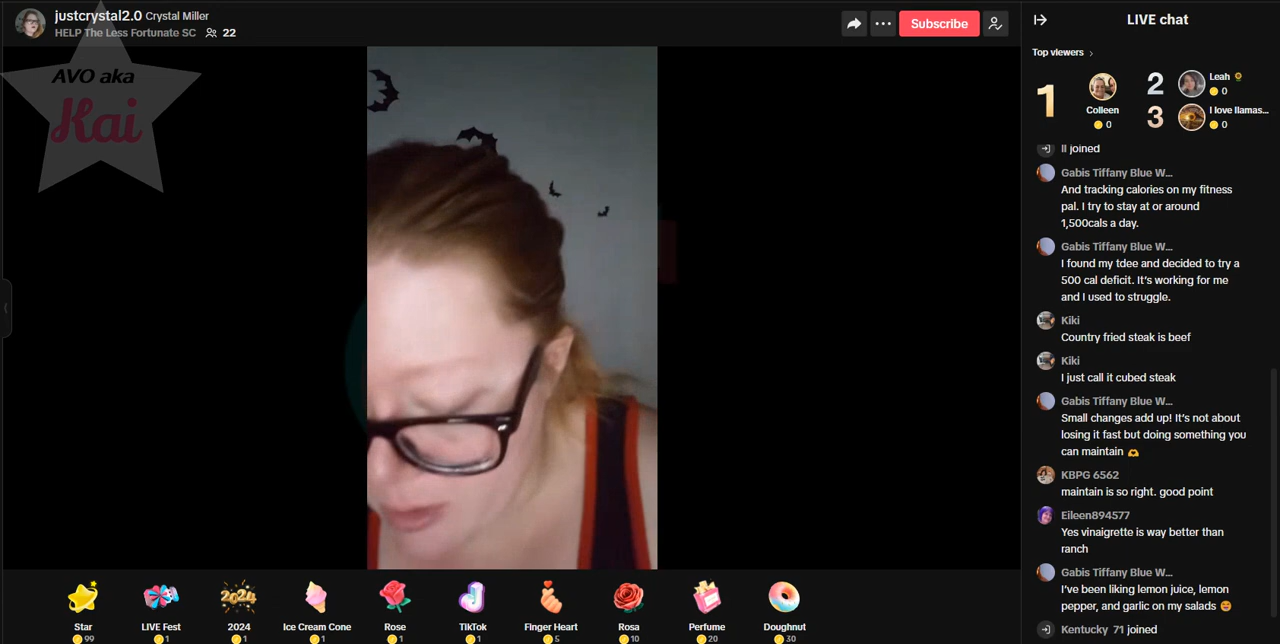 justcrystal2.0 Crystal Miller
HELP The Less Fortunate SC 22
Subscribe
AVO aka
Kai
LIVE chat
Top viewers
1
Colleen
0
2
Leah
0
3
I love llamas...
0
ll joined
Gabis Tiffany Blue W...
And tracking calories on my fitness
pal. I try to stay at or around
1,500cals a day.
Gabis Tiffany Blue W...
I found my tdee and decided to try a
500 cal deficit. It's working for me
and I used to struggle.
Kiki
Country fried steak is beef
Kiki
I just call it cubed steak
Gabis Tiffany Blue W...
Small changes add up! It's not about
losing it fast but doing something you
can maintain
KBPG 6562
maintain is so right. good point
Eileen894577
Yes vinaigrette is way better than
ranch
Gabis Tiffany Blue W...
I've been liking lemon juice, lemon
pepper, and garlic on my salads
Kentucky 71 joined
2024
Star
99
LIVE Fest
1
2024
1
Ice Cream Cone
1
Rose
1
TikTok
1
Finger Heart
5
Rosa
10
Perfume
20
Doughnut
30